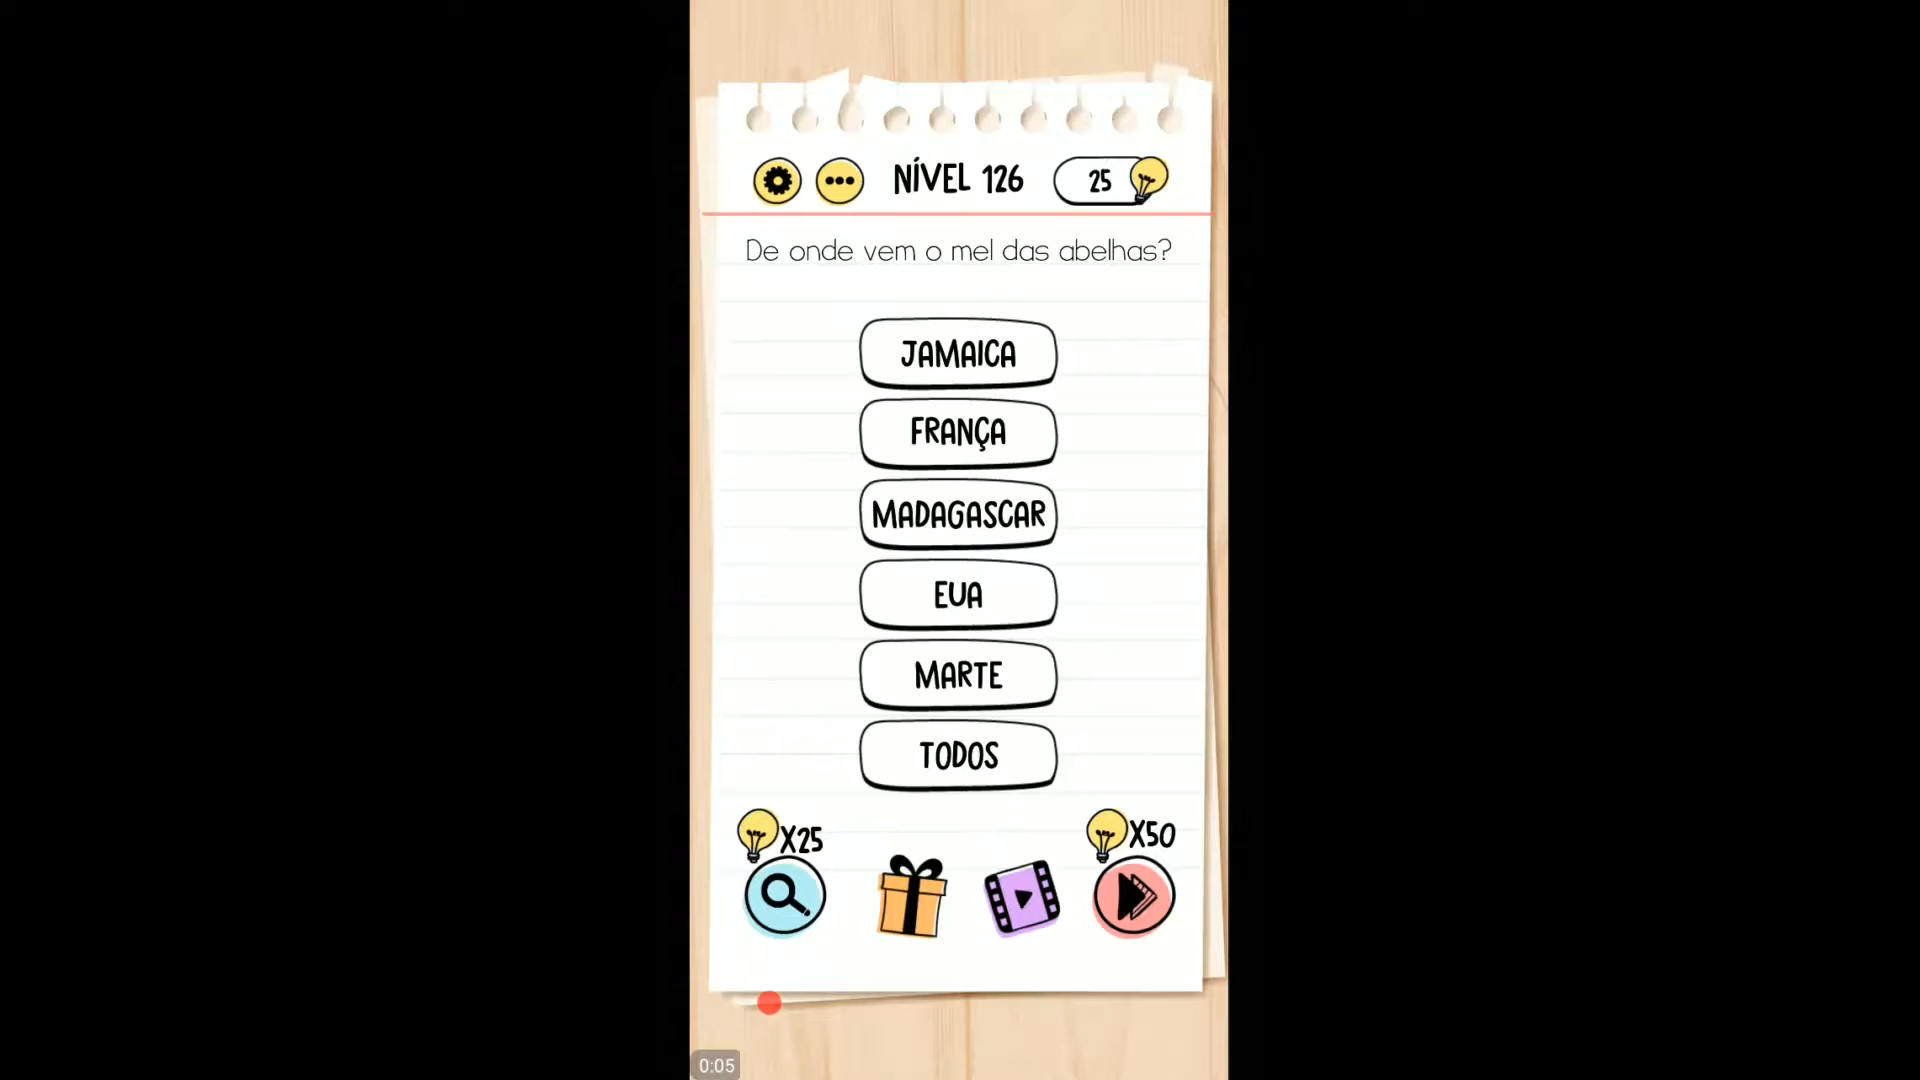 NÍVEL 126
25
De onde vem o mel das abelhas?
JAMAICA
FRANÇA
MADAGASCAR
EUA
MARTE
TODOS
X25
X50
0:05